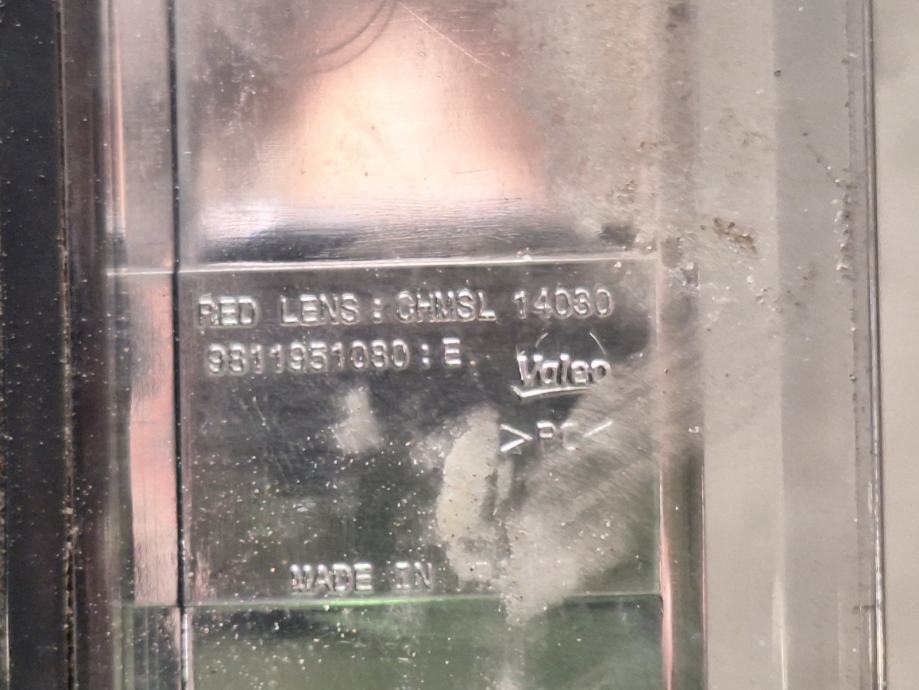 RED LENS : CHMSL 14030
9811951080 : E
Valeo
>PC<
MADE IN